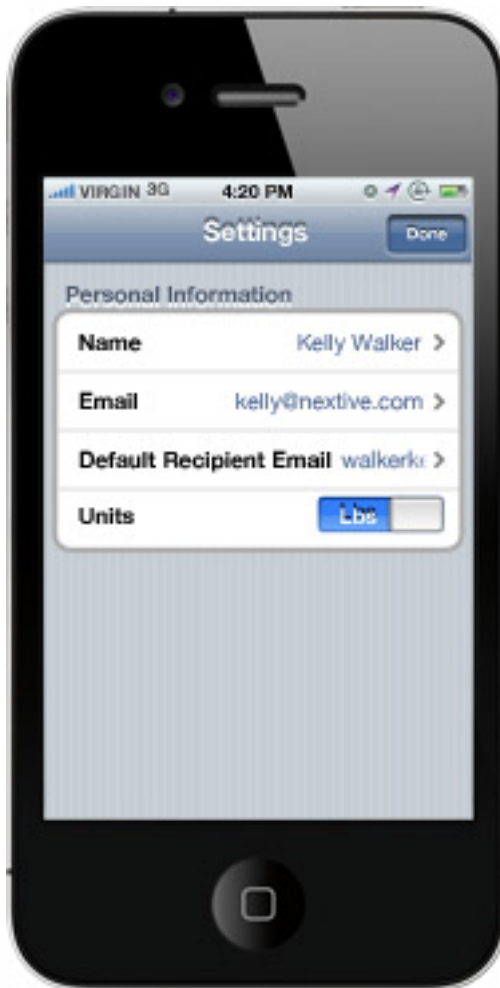 VIRGIN 3G 4:20 PM
Settings Done
Personal Information
Name Kelly Walker
Email kelly@nextive.com
Default Recipient Email walkerk
Units Lbs